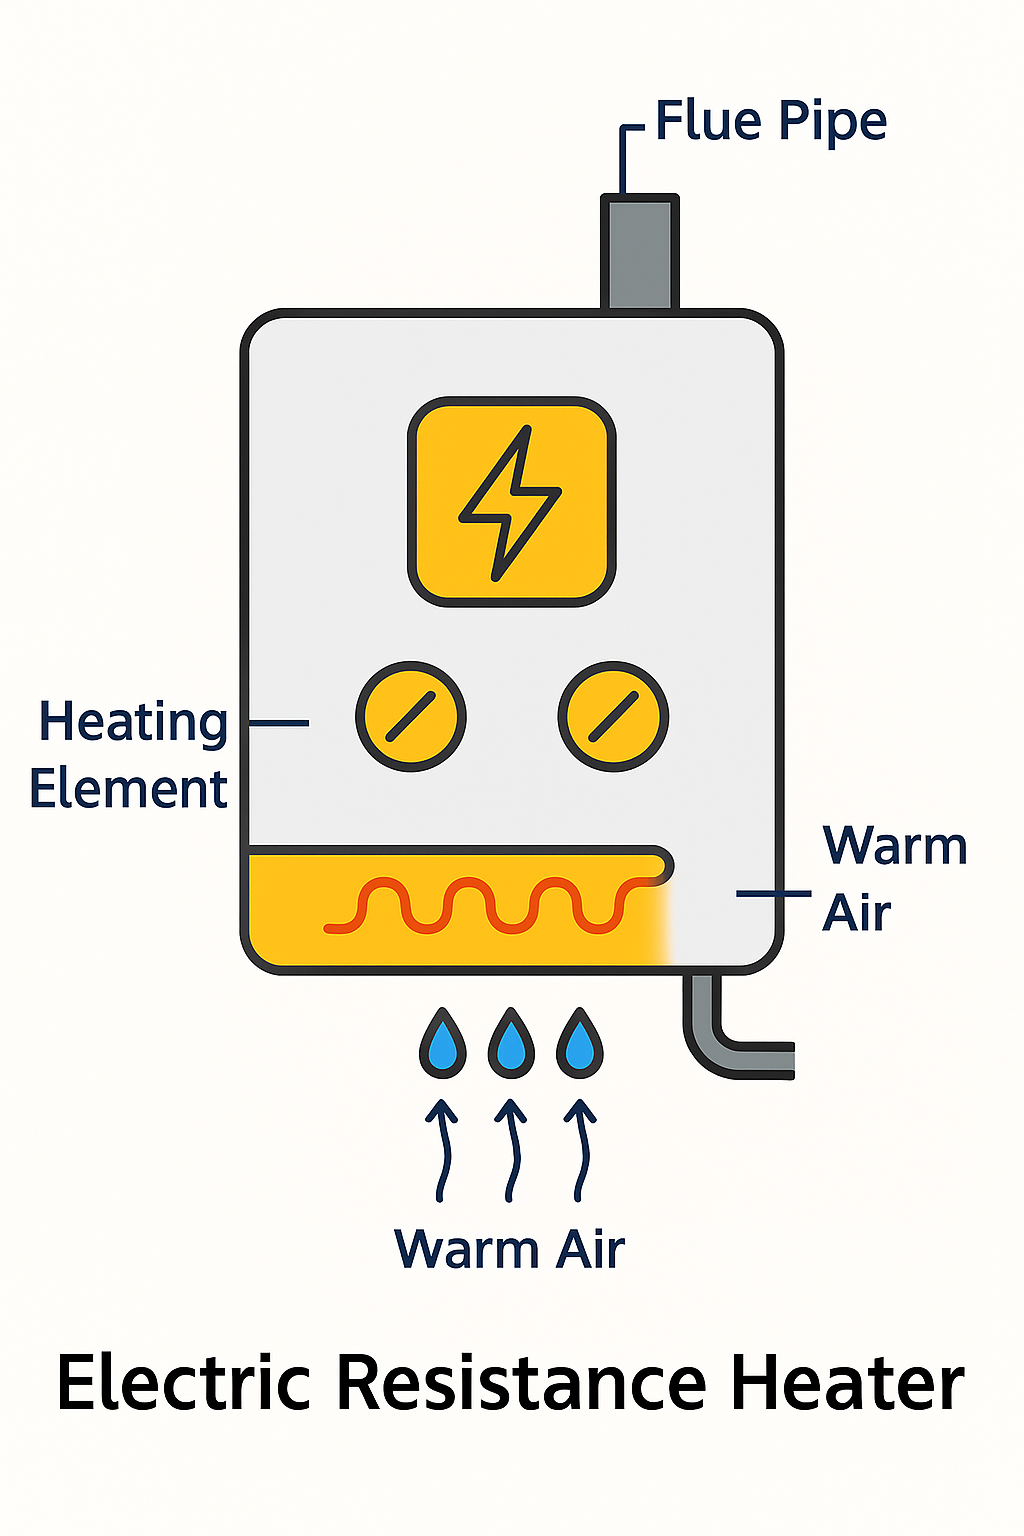 Flue Pipe
Heating
Element
Warm
Air
Warm Air
Electric Resistance Heater